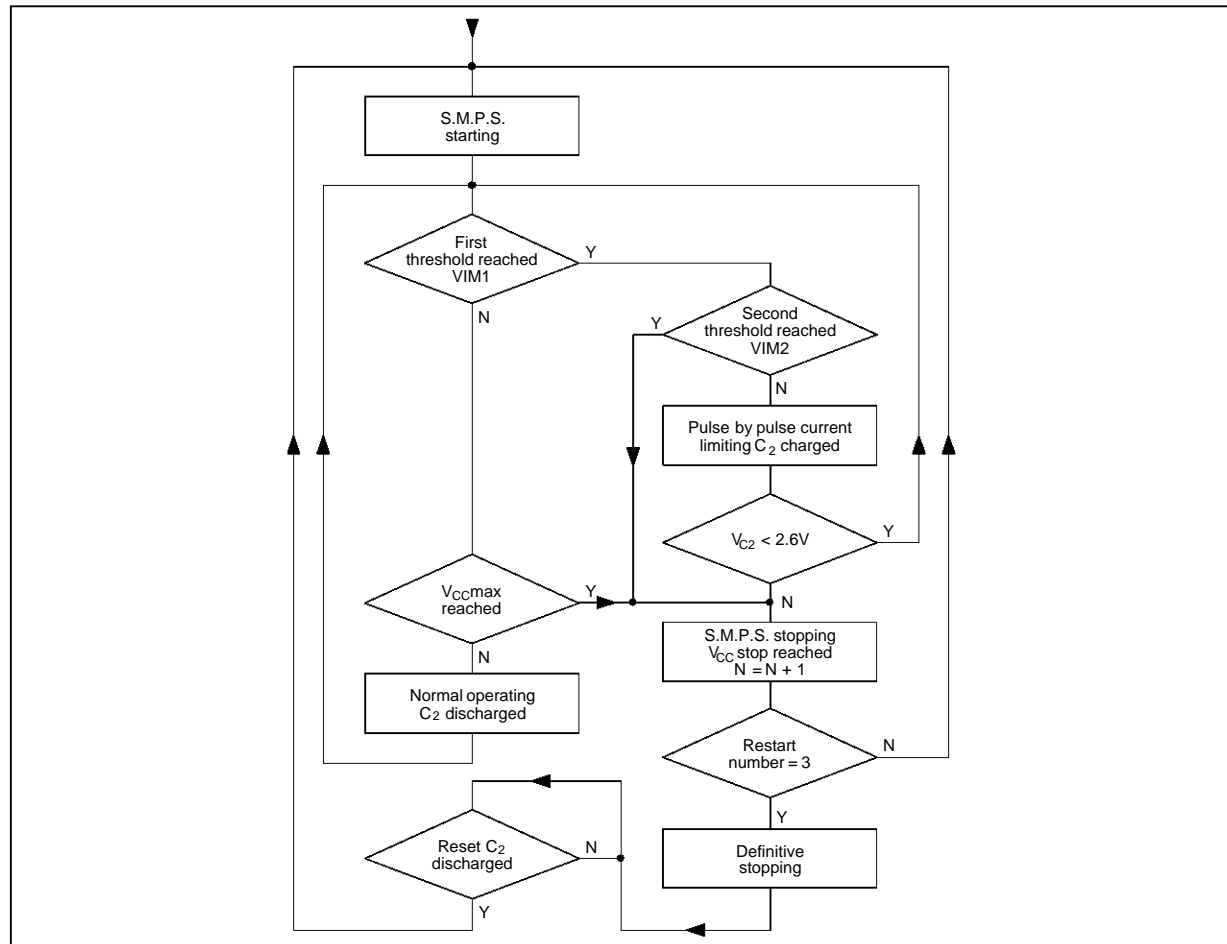 S.M.P.S.
starting
First
threshold reached
VIM1
Y
N
Second
threshold reached
VIM2
Y
N
Pulse by pulse current
limiting C2 charged
VC2 < 2.6V
Y
N
VCCmax
reached
Y
N
S.M.P.S. stopping
VCC stop reached
N = N + 1
Normal operating
C2 discharged
Restart
number = 3
N
Y
Reset C2
discharged
N
Y
Definitive
stopping